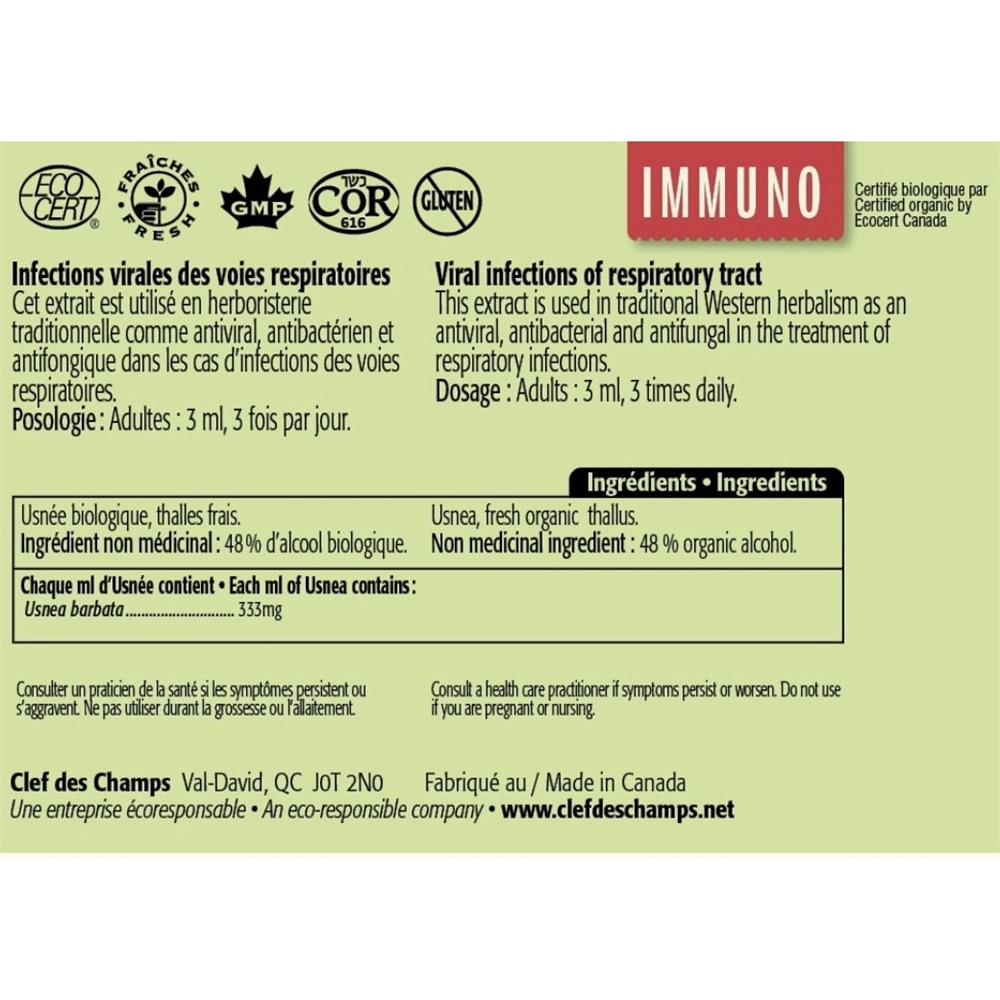 ECO
CERT
®
FRAÎCHES
FRESH
GMP
כשר
COR
616
GLUTEN
IMMUNO
Certifié biologique par
Certified organic by
Ecocert Canada
Infections virales des voies respiratoires
Cet extrait est utilisé en herboristerie
traditionnelle comme antiviral, antibactérien et
antifongique dans les cas d'infections des voies
respiratoires.
Posologie : Adultes : 3 ml, 3 fois par jour.
Viral infections of respiratory tract
This extract is used in traditional Western herbalism as an
antiviral, antibacterial and antifungal in the treatment of
respiratory infections.
Dosage : Adults : 3 ml, 3 times daily.
Ingrédients • Ingredients
Usnée biologique, thalles frais.
Ingrédient non médicinal : 48 % d'alcool biologique.
Usnea, fresh organic thallus.
Non medicinal ingredient : 48 % organic alcohol.
Chaque ml d'Usnée contient • Each ml of Usnea contains :
Usnea barbata........................... 333mg
Consulter un praticien de la santé si les symptômes persistent ou
s'aggravent. Ne pas utiliser durant la grossesse ou l'allaitement.
Consult a health care practitioner if symptoms persist or worsen. Do not use
if you are pregnant or nursing.
Clef des Champs Val-David, QC J0T 2N0 Fabriqué au / Made in Canada
Une entreprise écoresponsable • An eco-responsible company • www.clefdeschamps.net